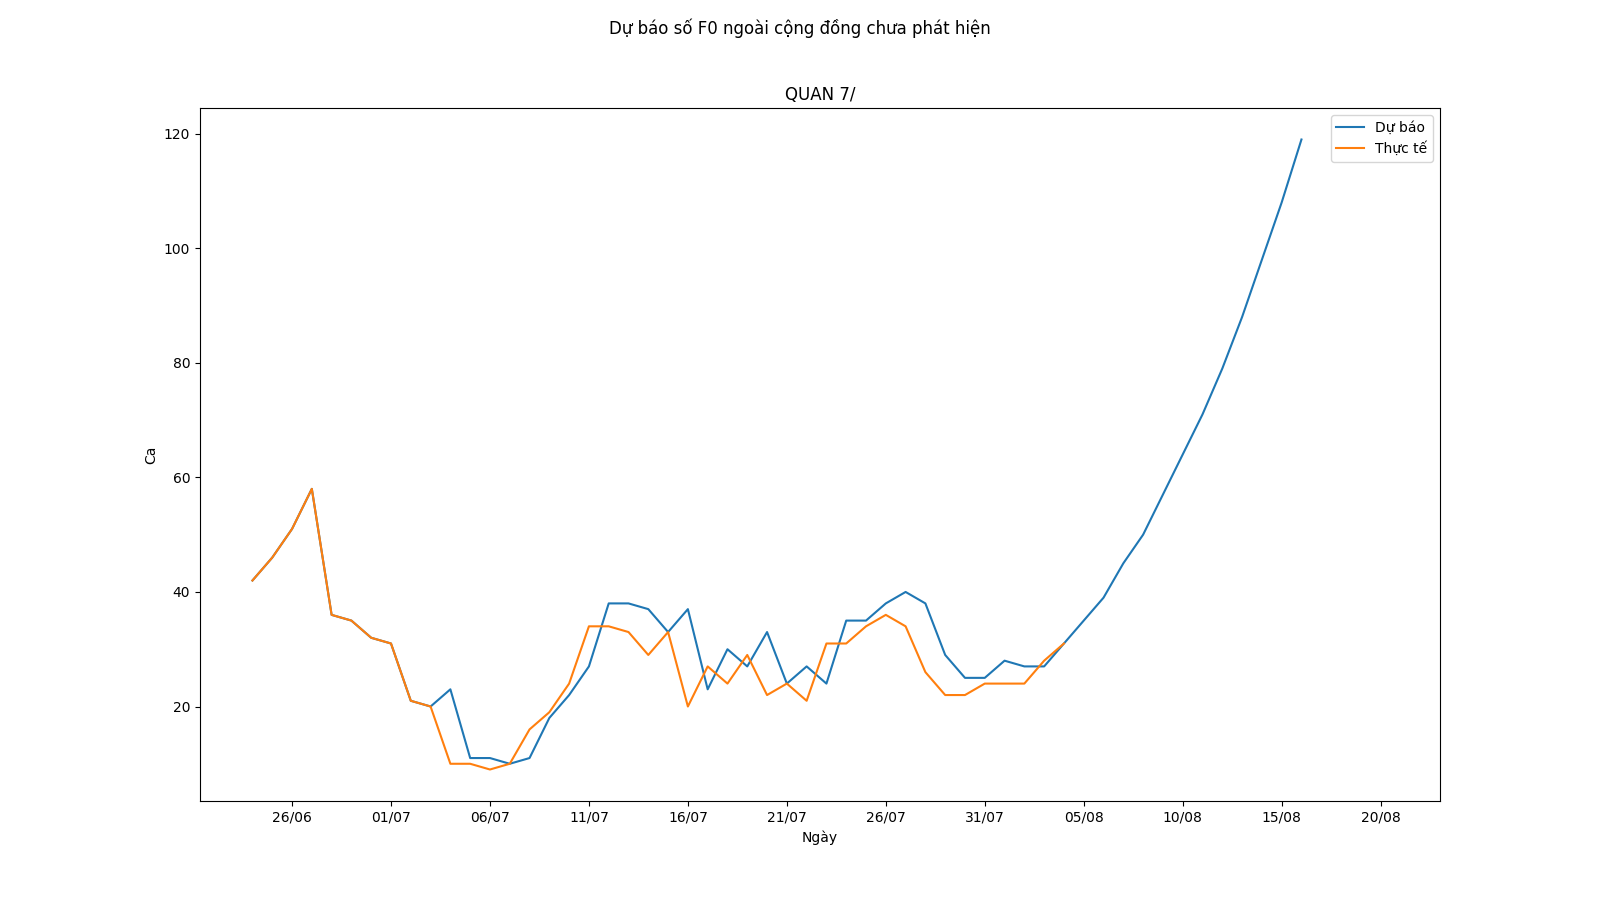 Dự báo số F0 ngoài cộng đồng chưa phát hiện
QUAN 7/
Dự báo
Thực tế
120
100
80
60
40
20
Ca
26/06 01/07 06/07 11/07 16/07 21/07 26/07 31/07 05/08 10/08 15/08 20/08
Ngày